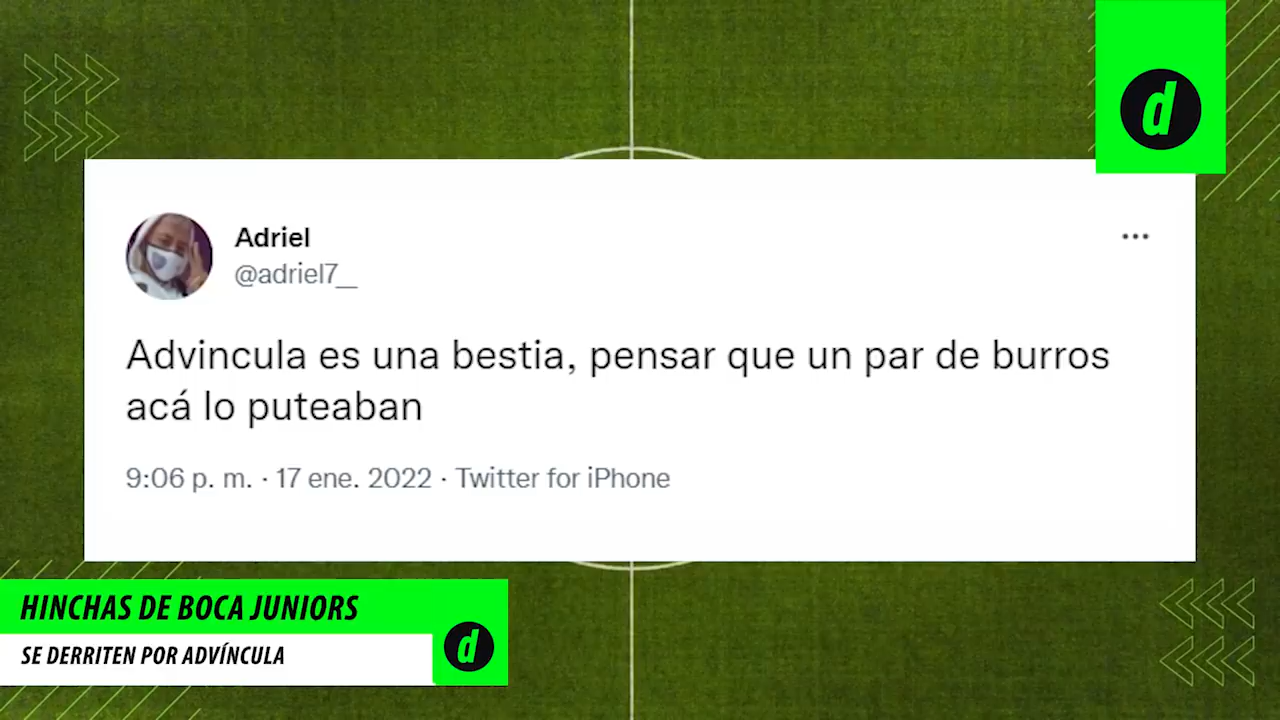 d
Adriel
@adriel7__
Advincula es una bestia, pensar que un par de burros
acá lo puteaban
9:06 p. m. · 17 ene. 2022 · Twitter for iPhone
HINCHAS DE BOCA JUNIORS
SE DERRITEN POR ADVÍNCULA
d